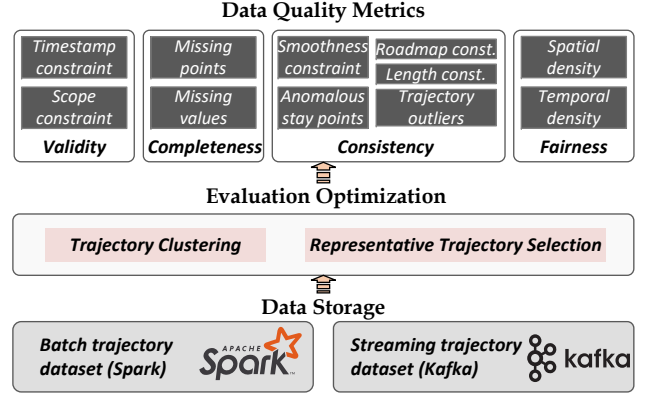 Data Quality Metrics
Timestamp
constraint
Scope
constraint
Validity
Missing
points
Missing
values
Completeness
Smoothness
constraint
Roadmap const.
Length const.
Anomalous
stay points
Trajectory
outliers
Consistency
Spatial
density
Temporal
density
Fairness
Evaluation Optimization
Trajectory Clustering
Representative Trajectory Selection
Data Storage
Batch trajectory
dataset (Spark)
APACHE
Spark
Streaming trajectory
dataset (Kafka)
kafka